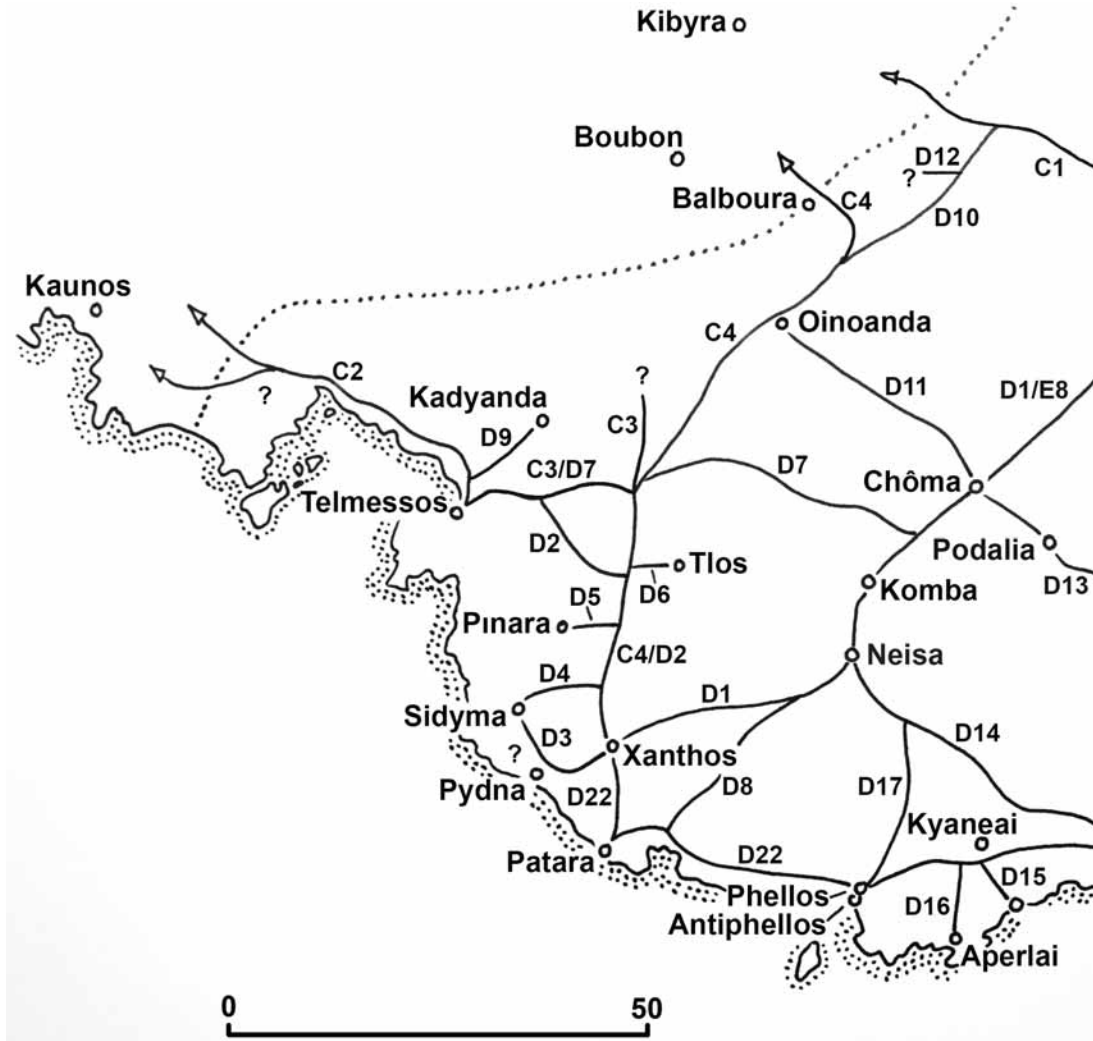 Kibyra
Boubon
D12
?
C1
Balboura
C4
D10
Kaunos
Oinoanda
C4
C2
?
?
D11
D1/E8
Kadyanda
D9
C3
C3/D7
D7
Chôma
Telmessos
D2
Podalia
Tlos
D6
Komba
D13
D5
Pınara
C4/D2
Neisa
D4
D1
Sidyma
D3
D14
?
Xanthos
Pydna
D22
D8
D17
Kyaneai
Patara
D22
D15
Phellos
D16
Antiphellos
Aperlai
0
50